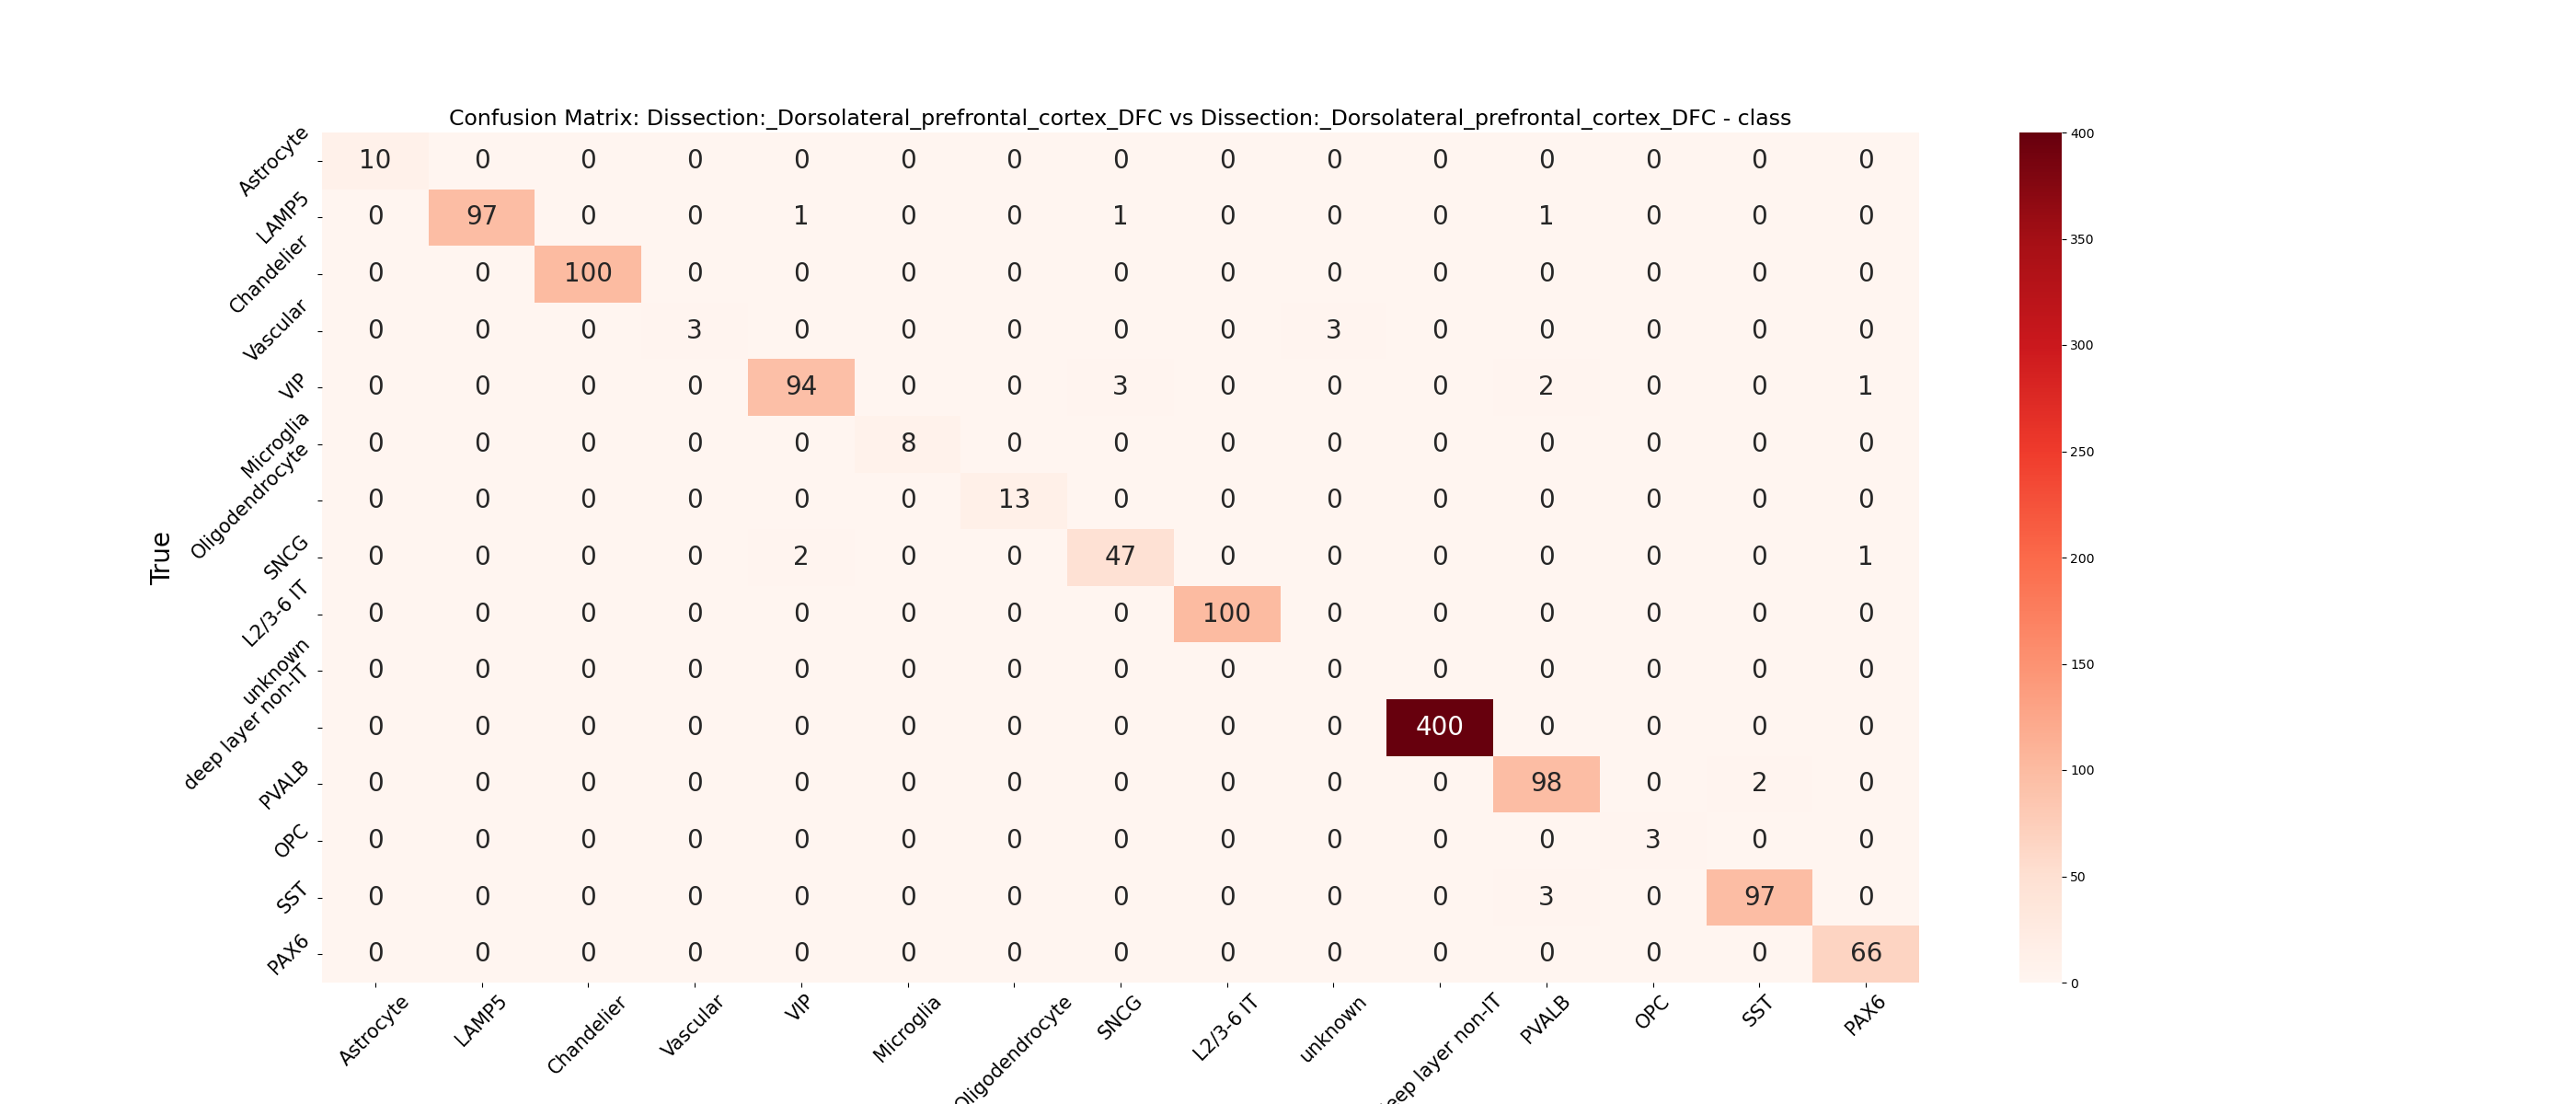 Confusion Matrix: Dissection:_Dorsolateral_prefrontal_cortex_DFC vs Dissection:_Dorsolateral_prefrontal_cortex_DFC - class
True
Astrocyte 10 0 0 0 0 0 0 0 0 0 0 0 0 0 0
LAMP5 0 97 0 0 1 0 0 1 0 0 0 1 0 0 0
Chandelier 0 0 100 0 0 0 0 0 0 0 0 0 0 0 0
Vascular 0 0 0 3 0 0 0 0 0 3 0 0 0 0 0
VIP 0 0 0 0 94 0 0 3 0 0 0 2 0 0 1
Microglia 0 0 0 0 0 8 0 0 0 0 0 0 0 0 0
Oligodendrocyte 0 0 0 0 0 0 13 0 0 0 0 0 0 0 0
SNCG 0 0 0 0 2 0 0 47 0 0 0 0 0 0 1
L2/3-6 IT 0 0 0 0 0 0 0 0 100 0 0 0 0 0 0
unknown 0 0 0 0 0 0 0 0 0 0 0 0 0 0 0
deep layer non-IT 0 0 0 0 0 0 0 0 0 0 400 0 0 0 0
PVALB 0 0 0 0 0 0 0 0 0 0 0 98 0 2 0
OPC 0 0 0 0 0 0 0 0 0 0 0 0 3 0 0
SST 0 0 0 0 0 0 0 0 0 0 0 3 0 97 0
PAX6 0 0 0 0 0 0 0 0 0 0 0 0 0 0 66
Astrocyte LAMP5 Chandelier Vascular VIP Microglia Oligodendrocyte SNCG L2/3-6 IT unknown eep layer non-IT PVALB OPC SST PAX6
400
350
300
250
200
150
100
50
0